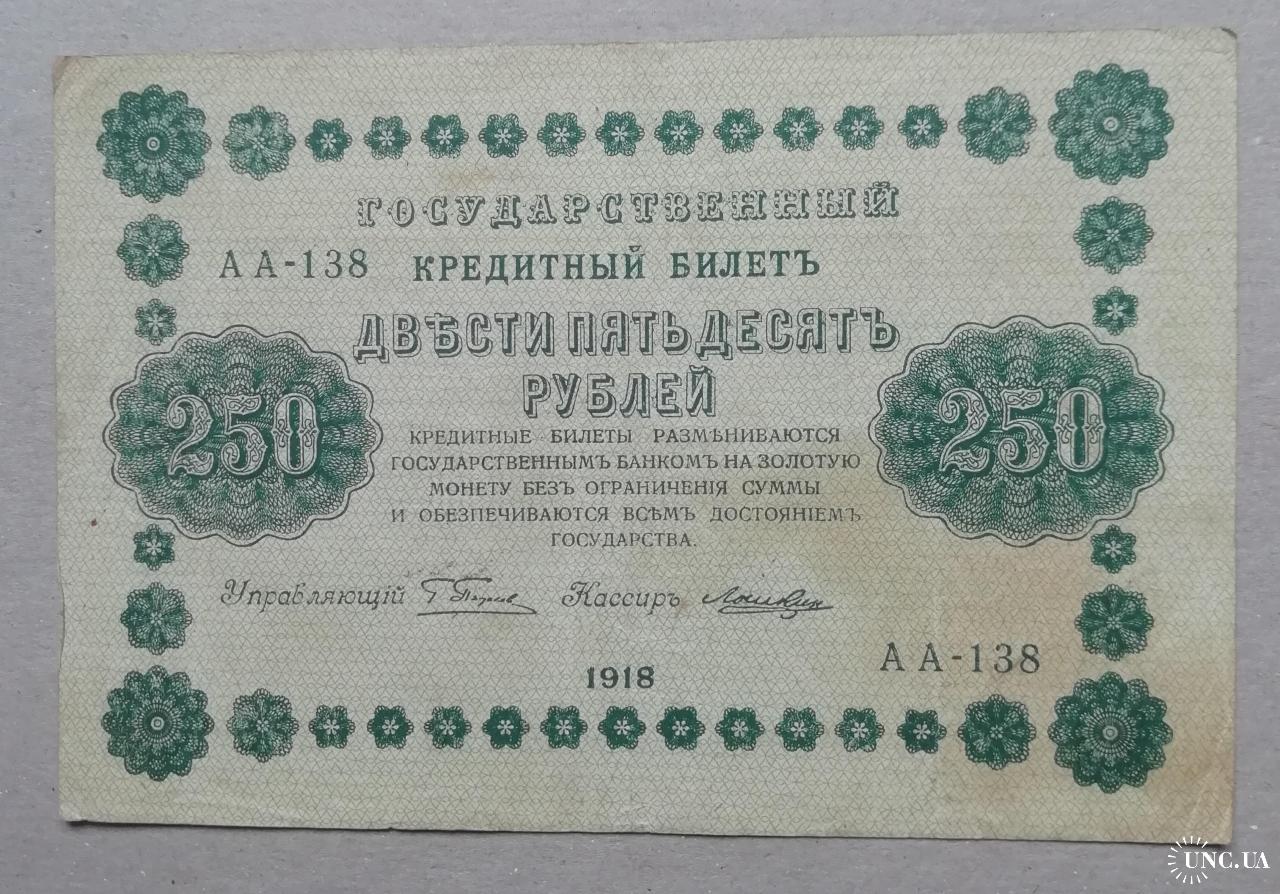 ГОСУДАРСТВЕННЫЙ
АА-138 КРЕДИТНЫЙ БИЛЕТЪ
ДВѢСТИ ПЯТЬДЕСЯТЪ
РУБЛЕЙ
250 250
КРЕДИТНЫЕ БИЛЕТЫ РАЗМѢНИВАЮТСЯ
ГОСУДАРСТВЕННЫМЪ БАНКОМЪ НА ЗОЛОТУЮ
МОНЕТУ БЕЗЪ ОГРАНИЧЕНІЯ СУММЫ
И ОБЕЗПЕЧИВАЮТСЯ ВСѢМЪ ДОСТОЯНІЕМЪ
ГОСУДАРСТВА.
Управляющій Кассиръ
АА-138
1918
UNC.UA